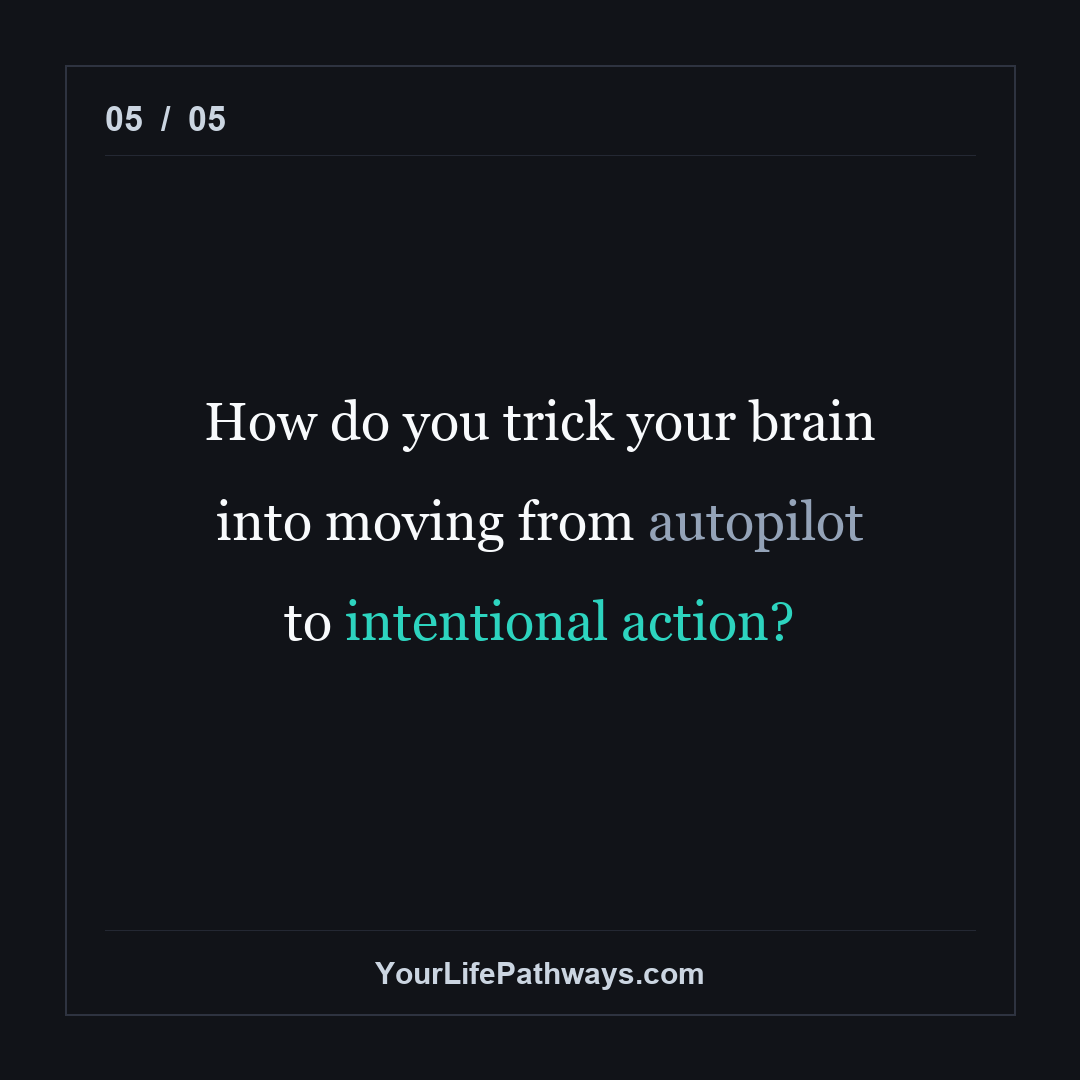 05 / 05
How do you trick your brain
into moving from autopilot
to intentional action?
YourLifePathways.com